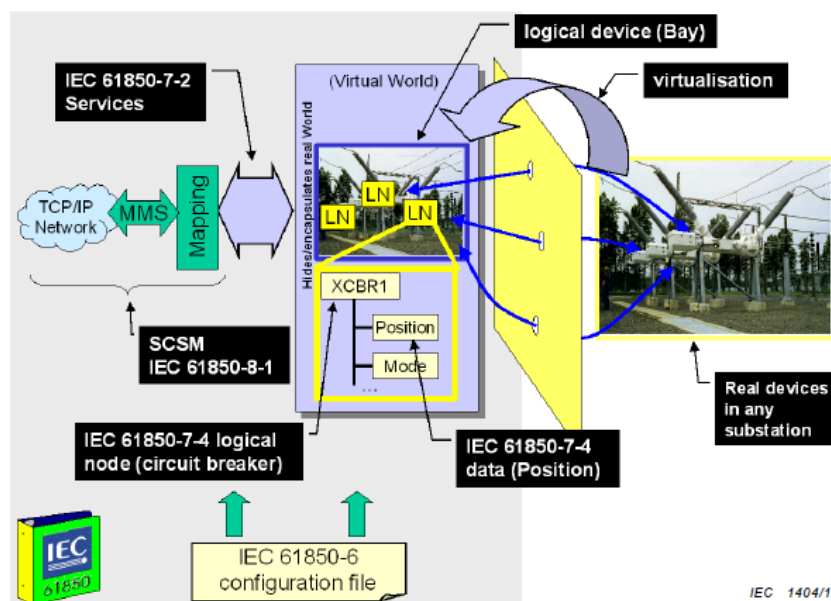 logical device (Bay)
IEC 61850-7-2
Services
(Virtual World)
virtualisation
Hides/encapsulates real World
TCP/IP
Network
MMS
Mapping
LN
LN
LN
XCBR1
Position
Mode
...
SCSM
IEC 61850-8-1
Real devices
in any
substation
IEC 61850-7-4 logical
node (circuit breaker)
IEC 61850-7-4
data (Position)
IEC
61850
IEC 61850-6
configuration file
IEC 1404/1